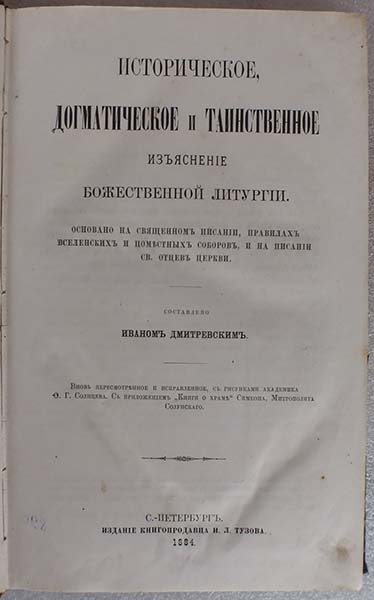 ИСТОРИЧЕСКОЕ,
ДОГМАТИЧЕСКОЕ И ТАИНСТВЕННОЕ
ИЗЪЯСНЕНІЕ
БОЖЕСТВЕННОЙ ЛИТУРГІИ.
ОСНОВАНО НА СВЯЩЕННОМЪ ПИСАНІИ, ПРАВИЛАХЪ
ВСЕЛЕНСКИХЪ И ПОМѢСТНЫХЪ СОБОРОВЪ, И НА ПИСАНІИ
СВ. ОТЦЕВЪ ЦЕРКВИ.
СОСТАВЛЕНО
ИВАНОМЪ ДМИТРЕВСКИМЪ.
Вновь пересмотрѣнное и исправленное, съ рисунками академика
Ѳ. Г. Солнцева. Съ приложеніемъ „Книги о храмѣ" Симеона, Митрополита
Солунскаго.
С.-ПЕТЕРБУРГЪ.
ИЗДАНІЕ КНИГОПРОДАВЦА И. Л. ТУЗОВА.
1884.